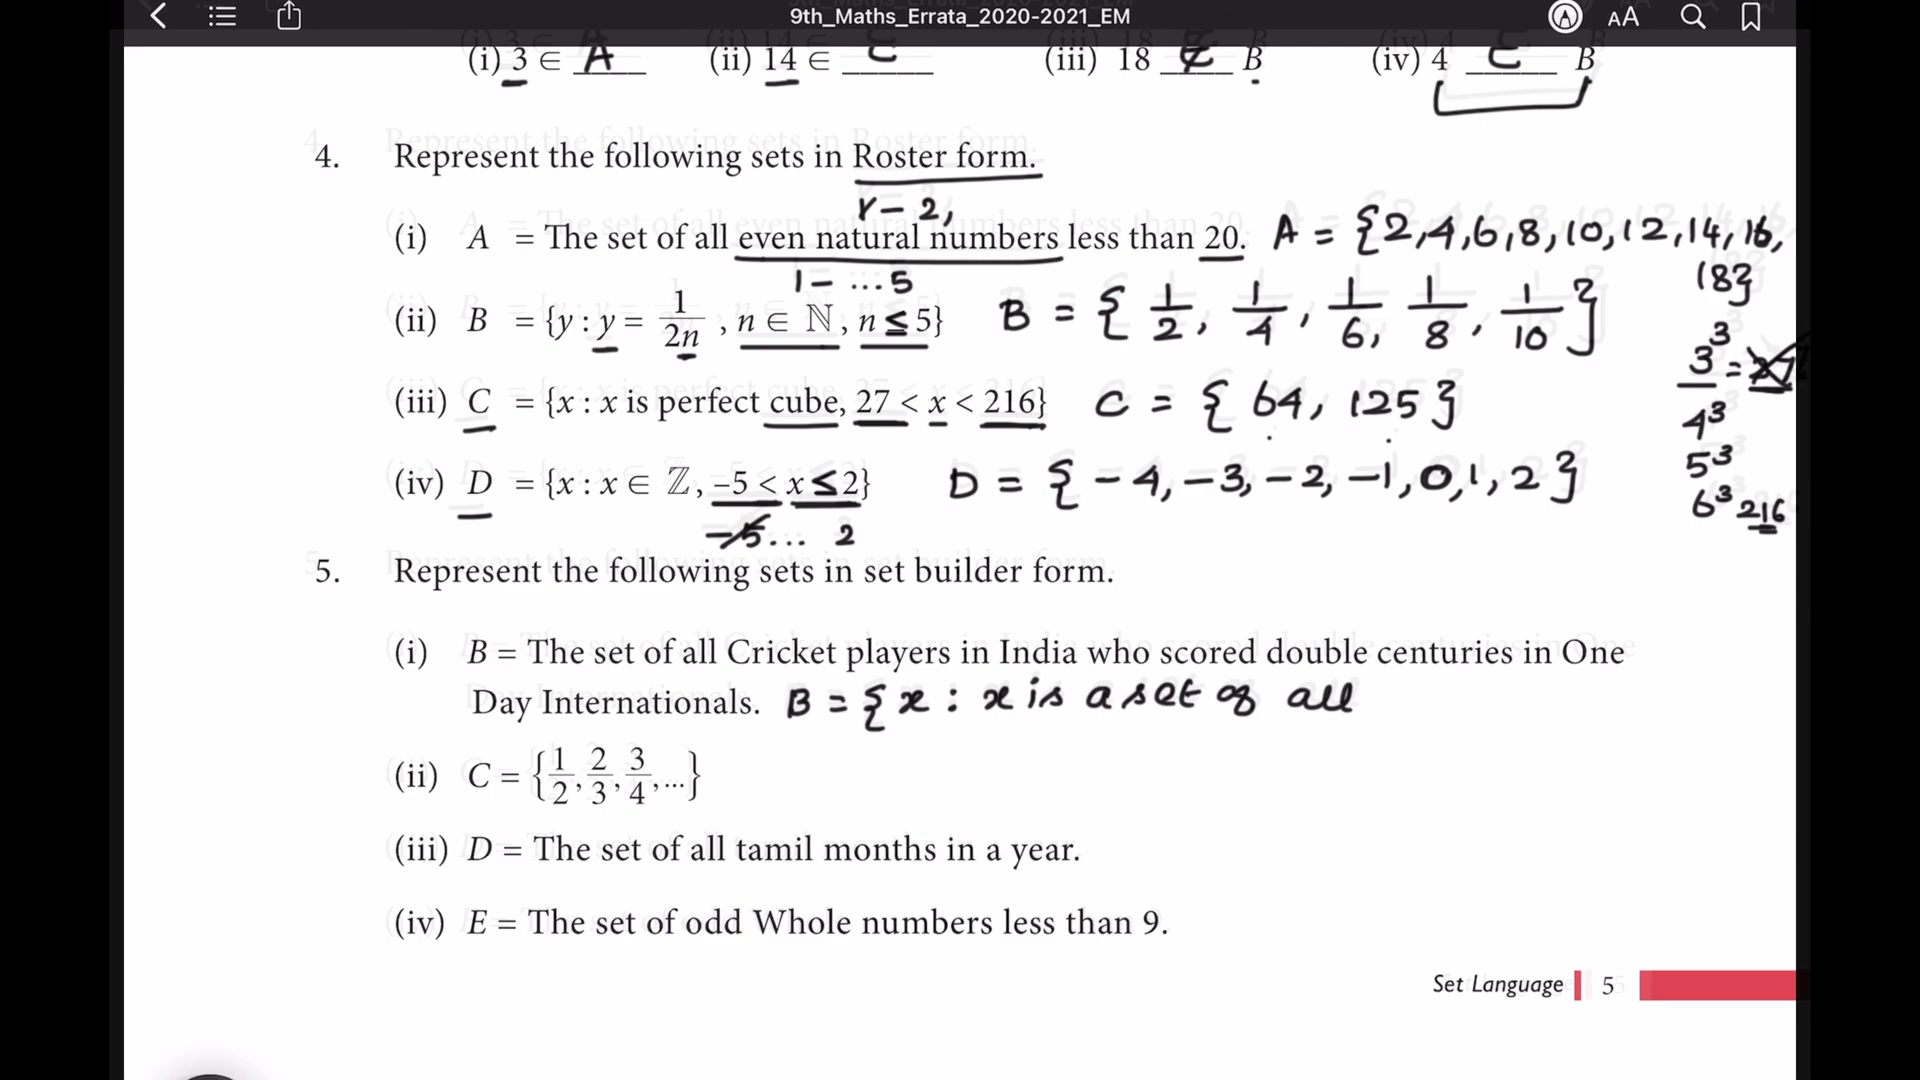 9th_Maths_Errata_2020-2021_EM
(i) 3 ∈ A (ii) 14 ∈ C (iii) 18 ∉ B (iv) 4 ∈ B
4. Represent the following sets in Roster form.
2,
(i) A = The set of all even natural numbers less than 20. A = {2,4,6,8,10,12,14,16,
18}
1- ...5
(ii) B = {y : y = 1/2n , n ∈ ℕ, n ≤ 5} B = { 1/2, 1/4, 1/6, 1/8, 1/10 }
3³ = 27
(iii) C = {x : x is perfect cube, 27 < x < 216} C = { 64, 125 }
4³
5³
(iv) D = {x : x ∈ ℤ, –5 < x ≤ 2} D = { -4, -3, -2, -1, 0, 1, 2 }
6³ 216
-5 ... 2
5. Represent the following sets in set builder form.
(i) B = The set of all Cricket players in India who scored double centuries in One
Day Internationals. B = { x : x is a set of all
(ii) C = {1/2, 2/3, 3/4, ...}
(iii) D = The set of all tamil months in a year.
(iv) E = The set of odd Whole numbers less than 9.
Set Language 5